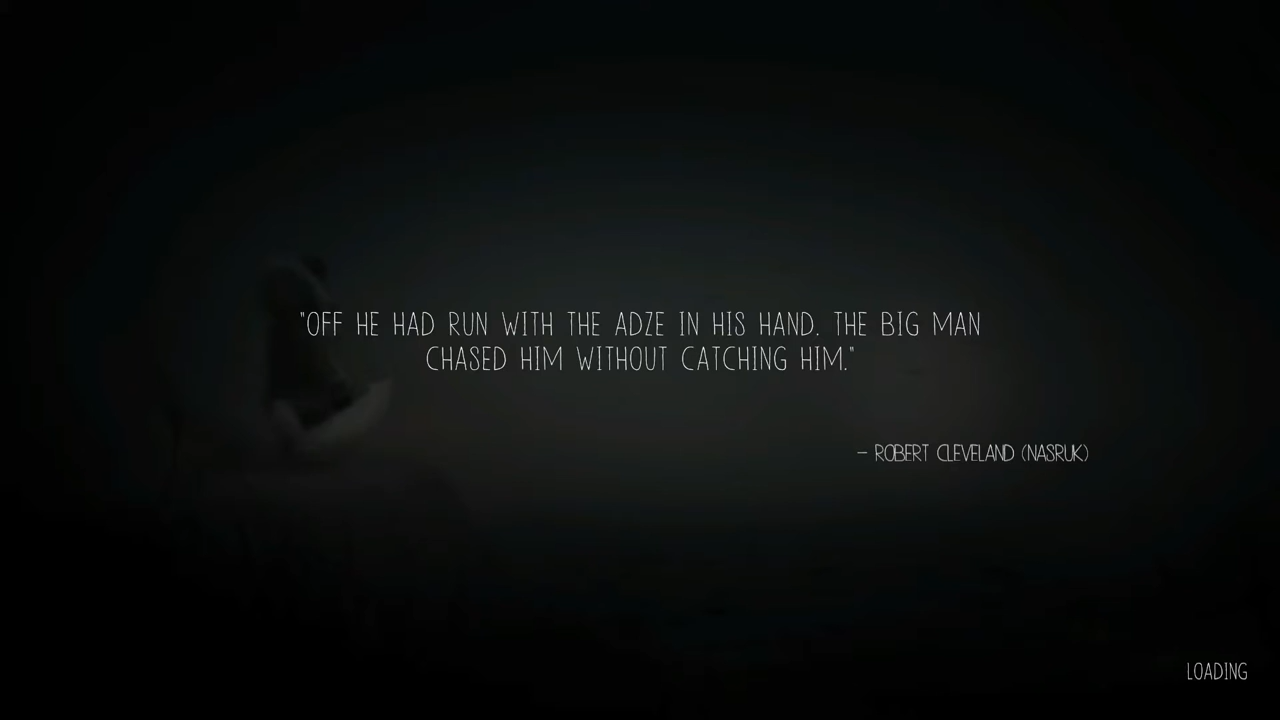 "OFF HE HAD RUN WITH THE ADZE IN HIS HAND. THE BIG MAN
CHASED HIM WITHOUT CATCHING HIM."
– ROBERT CLEVELAND (NASRUK)
LOADING